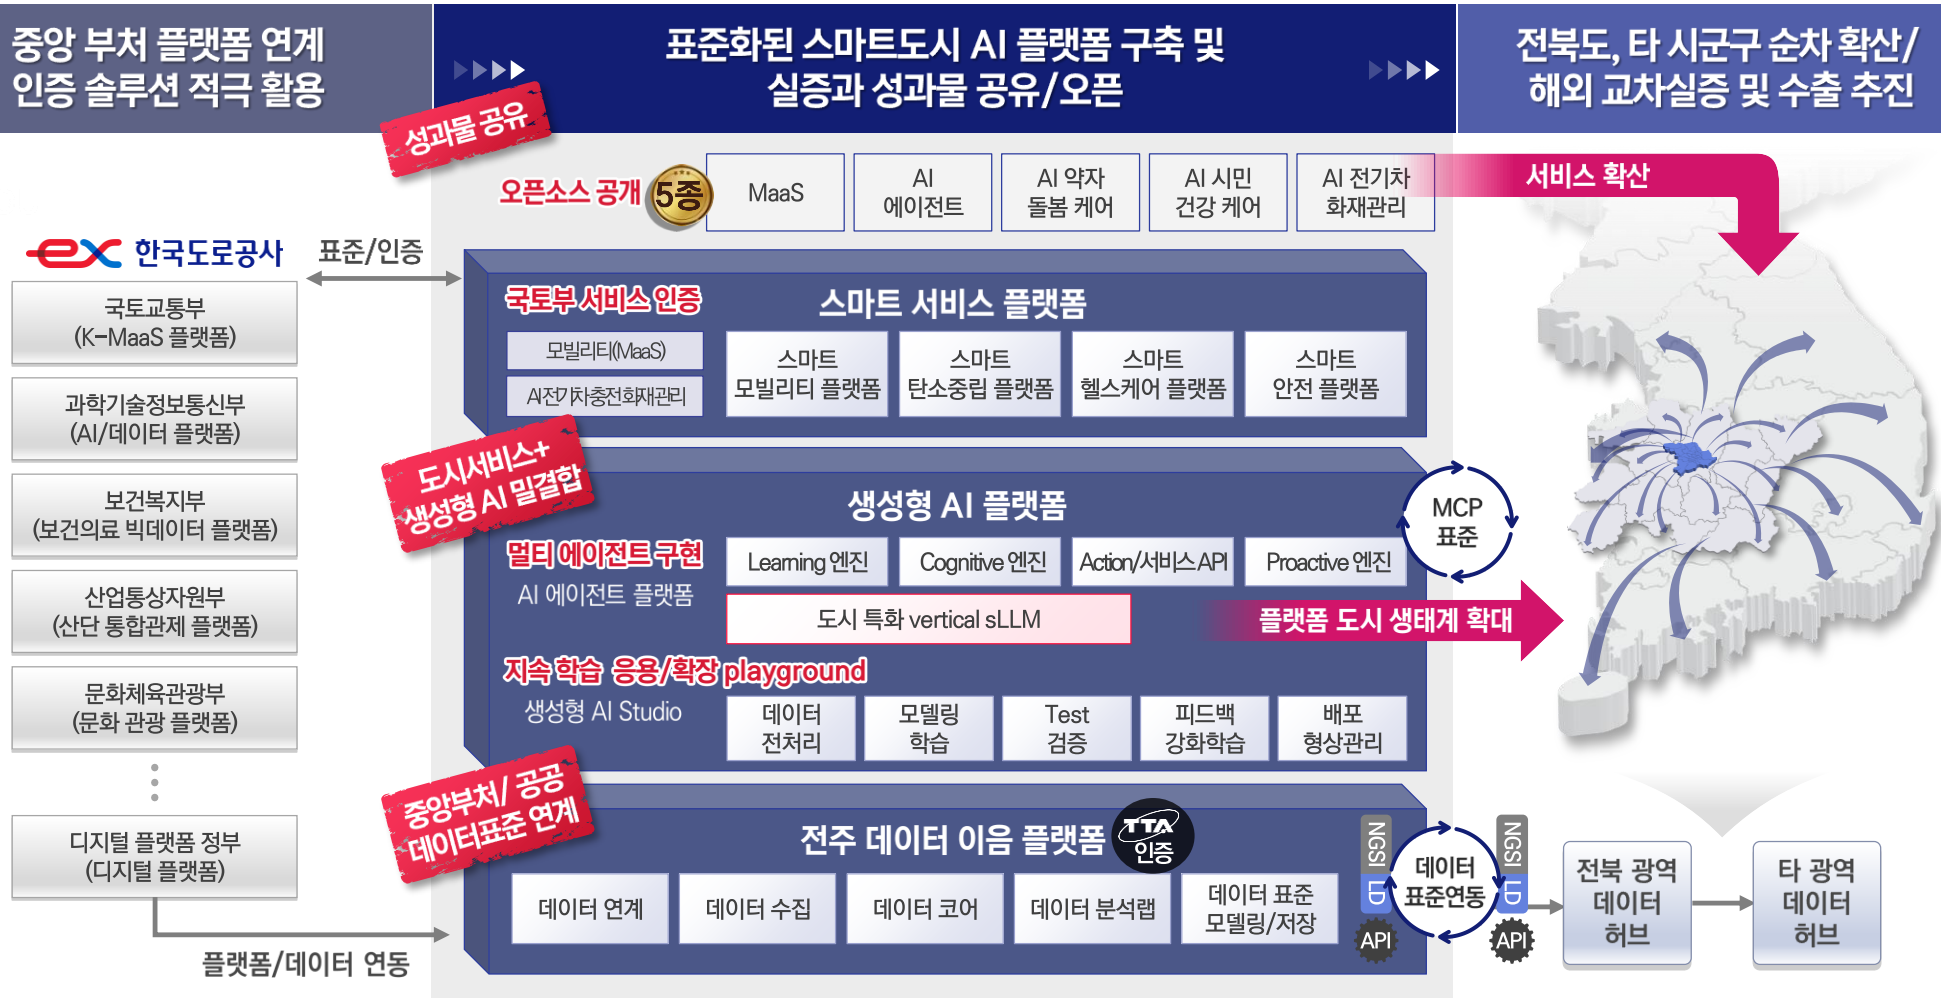 중앙 부처 플랫폼 연계
인증 솔루션 적극 활용
표준화된 스마트도시 AI 플랫폼 구축 및
실증과 성과물 공유/오픈
전북도, 타 시군구 순차 확산/
해외 교차실증 및 수출 추진
성과물 공유
오픈소스 공개
5종
MaaS
AI
에이전트
AI 약자
돌봄 케어
AI 시민
건강 케어
AI 전기차
화재관리
서비스 확산
ex 한국도로공사
표준/인증
국토교통부
(K-MaaS 플랫폼)
과학기술정보통신부
(AI/데이터 플랫폼)
보건복지부
(보건의료 빅데이터 플랫폼)
산업통상자원부
(산단 통합관제 플랫폼)
문화체육관광부
(문화 관광 플랫폼)
디지털 플랫폼 정부
(디지털 플랫폼)
플랫폼/데이터 연동
국토부 서비스 인증
스마트 서비스 플랫폼
모빌리티(MaaS)
AI전기차충전화재관리
스마트
모빌리티 플랫폼
스마트
탄소중립 플랫폼
스마트
헬스케어 플랫폼
스마트
안전 플랫폼
도시서비스+
생성형 AI 밀결합
생성형 AI 플랫폼
MCP
표준
멀티 에이전트 구현
AI 에이전트 플랫폼
Learning 엔진
Cognitive 엔진
Action/서비스 API
Proactive 엔진
도시 특화 vertical sLLM
플랫폼 도시 생태계 확대
지속 학습 응용/확장 playground
생성형 AI Studio
데이터
전처리
모델링
학습
Test
검증
피드백
강화학습
배포
형상관리
중앙부처/ 공공
데이터표준 연계
전주 데이터 이음 플랫폼
TTA
인증
데이터 연계
데이터 수집
데이터 코어
데이터 분석랩
데이터 표준
모델링/저장
NGSI
LD
API
데이터
표준연동
NGSI
LD
API
전북 광역
데이터
허브
타 광역
데이터
허브